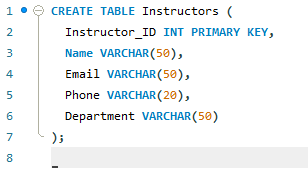 1 CREATE TABLE Instructors (
2 Instructor_ID INT PRIMARY KEY,
3 Name VARCHAR(50),
4 Email VARCHAR(50),
5 Phone VARCHAR(20),
6 Department VARCHAR(50)
7 );
8